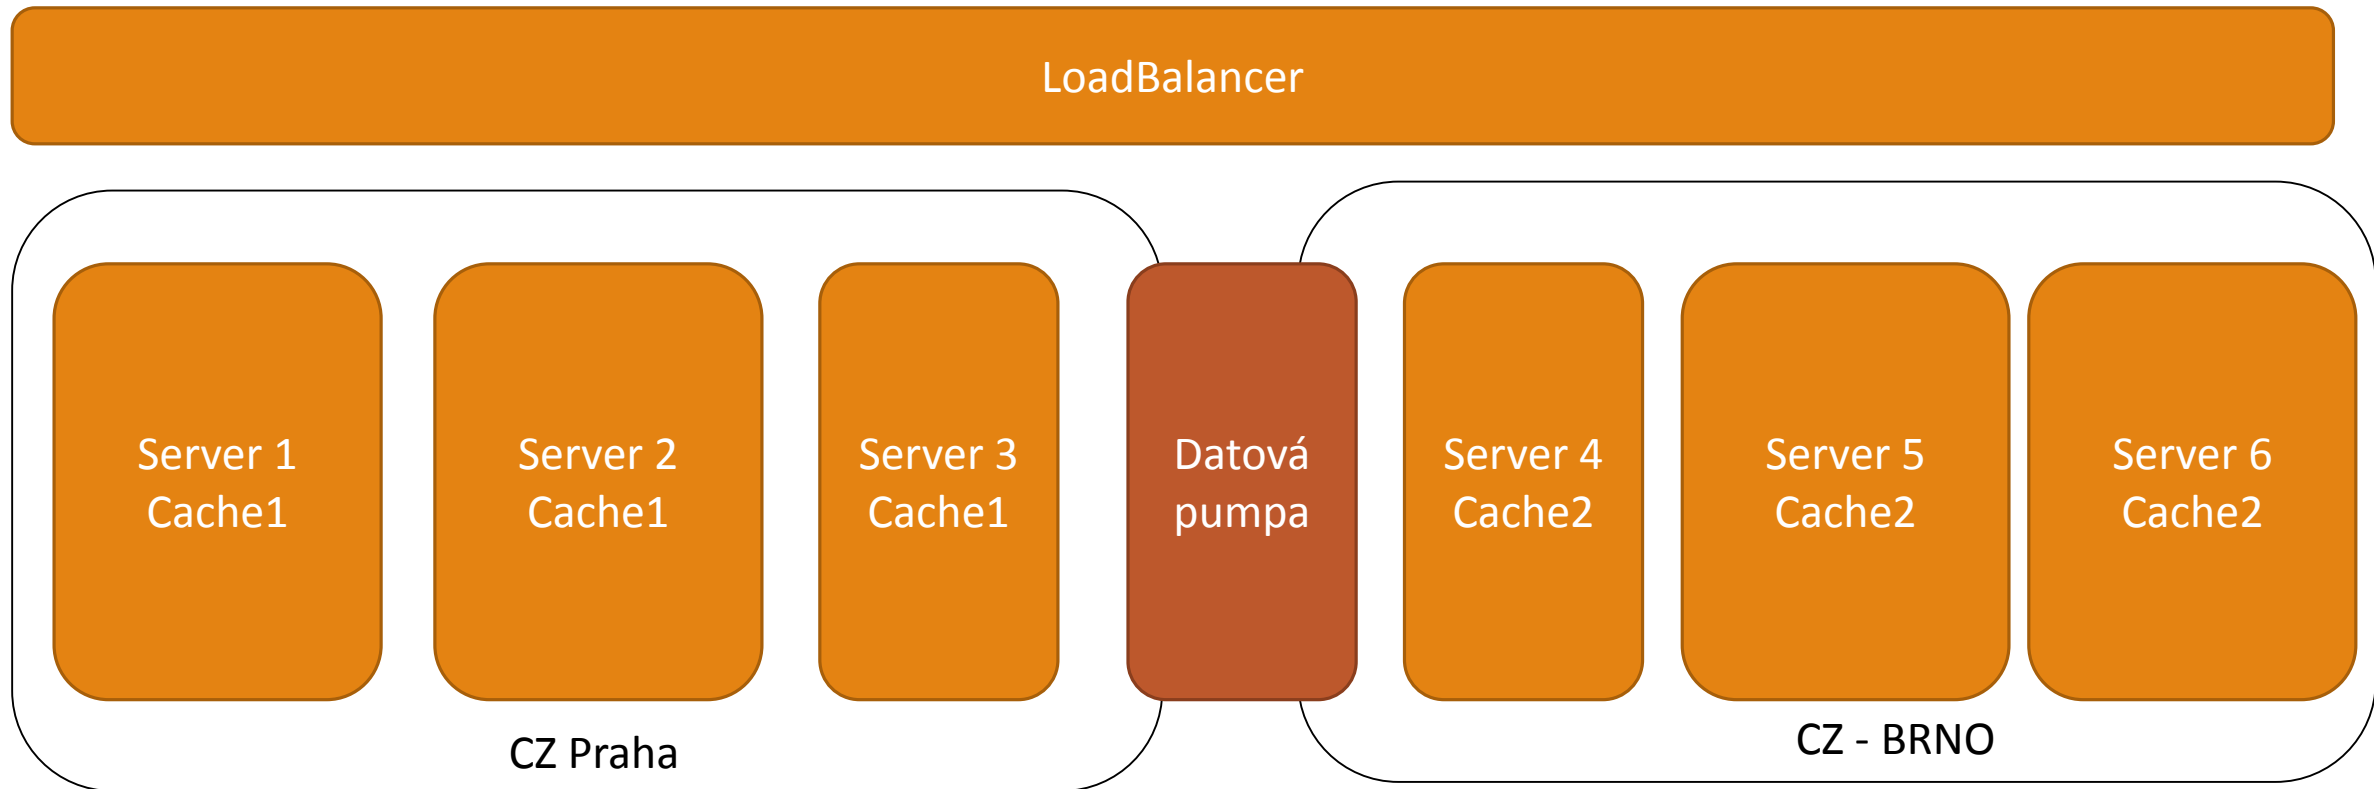 LoadBalancer
Server 1
Cache1
Server 2
Cache1
Server 3
Cache1
Datová
pumpa
Server 4
Cache2
Server 5
Cache2
Server 6
Cache2
CZ Praha
CZ - BRNO